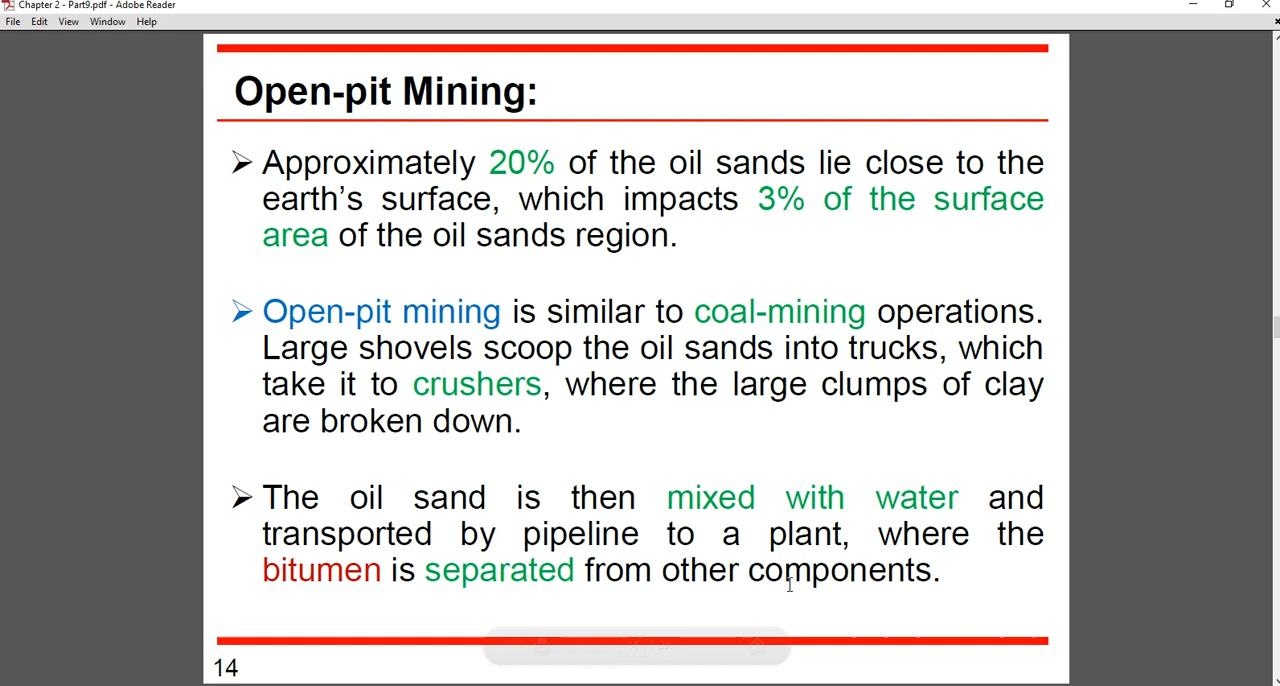 Chapter 2 - Part9.pdf - Adobe Reader
File Edit View Window Help
Open-pit Mining:
➢ Approximately 20% of the oil sands lie close to the
earth’s surface, which impacts 3% of the surface
area of the oil sands region.
➢ Open-pit mining is similar to coal-mining operations.
Large shovels scoop the oil sands into trucks, which
take it to crushers, where the large clumps of clay
are broken down.
➢ The oil sand is then mixed with water and
transported by pipeline to a plant, where the
bitumen is separated from other components.
14